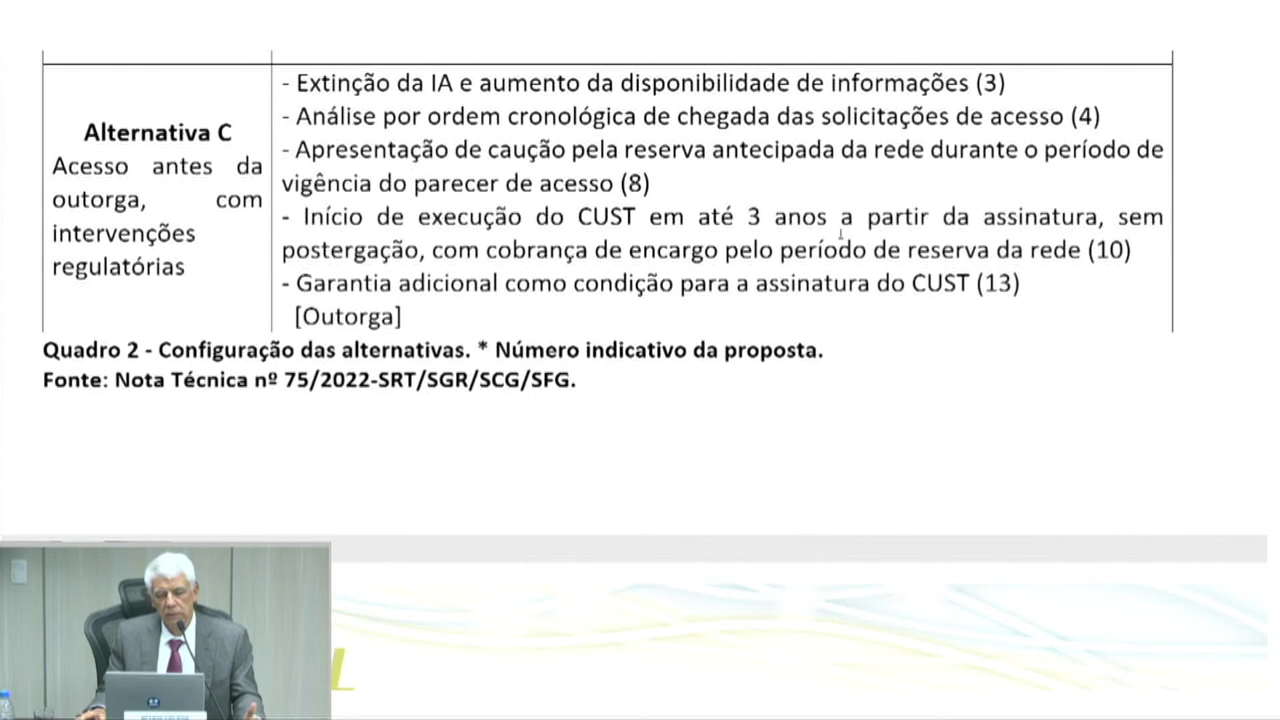 - Extinção da IA e aumento da disponibilidade de informações (3)
Alternativa C
- Análise por ordem cronológica de chegada das solicitações de acesso (4)
Acesso antes da
- Apresentação de caução pela reserva antecipada da rede durante o período de
outorga, com
vigência do parecer de acesso (8)
intervenções
- Início de execução do CUST em até 3 anos a partir da assinatura, sem
regulatórias
postergação, com cobrança de encargo pelo período de reserva da rede (10)
- Garantia adicional como condição para a assinatura do CUST (13)
[Outorga]
Quadro 2 - Configuração das alternativas. * Número indicativo da proposta.
Fonte: Nota Técnica nº 75/2022-SRT/SGR/SCG/SFG.
L